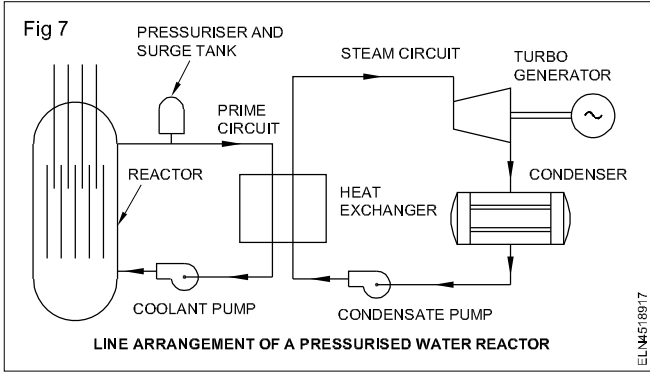 Fig 7
PRESSURISER AND
SURGE TANK
STEAM CIRCUIT
TURBO
GENERATOR
PRIME
CIRCUIT
REACTOR
HEAT
EXCHANGER
CONDENSER
COOLANT PUMP
CONDENSATE PUMP
LINE ARRANGEMENT OF A PRESSURISED WATER REACTOR
ELN4518917
~